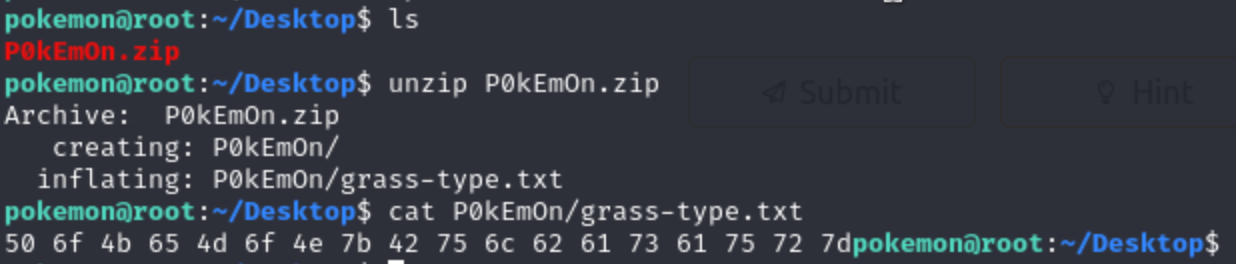 pokemon@root:~/Desktop$ ls
P0kEmOn.zip
pokemon@root:~/Desktop$ unzip P0kEmOn.zip
Submit
Hint
Archive:  P0kEmOn.zip
   creating: P0kEmOn/
  inflating: P0kEmOn/grass-type.txt
pokemon@root:~/Desktop$ cat P0kEmOn/grass-type.txt
50 6f 4b 65 4d 6f 4e 7b 42 75 6c 62 61 73 61 75 72 7dpokemon@root:~/Desktop$